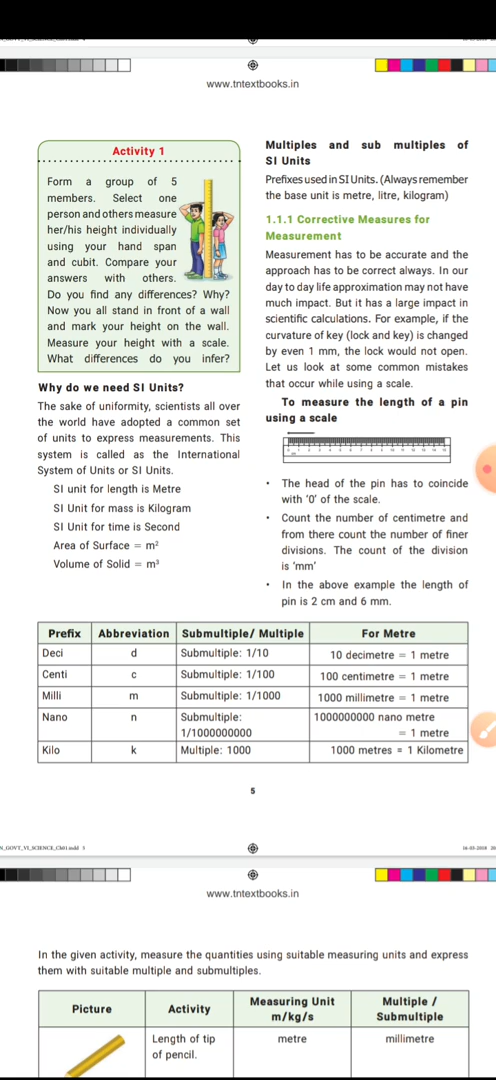 www.tntextbooks.in
Activity 1
Form a group of 5
members. Select one
person and others measure
her/his height individually
using your hand span
and cubit. Compare your
answers with others.
Do you find any differences? Why?
Now you all stand in front of a wall
and mark your height on the wall.
Measure your height with a scale.
What differences do you infer?
Why do we need SI Units?
The sake of uniformity, scientists all over
the world have adopted a common set
of units to express measurements. This
system is called as the International
System of Units or SI Units.
SI unit for length is Metre
SI Unit for mass is Kilogram
SI Unit for time is Second
Area of Surface = m²
Volume of Solid = m³
Multiples and sub multiples of
SI Units
Prefixes used in SI Units. (Always remember
the base unit is metre, litre, kilogram)
1.1.1 Corrective Measures for
Measurement
Measurement has to be accurate and the
approach has to be correct always. In our
day to day life approximation may not have
much impact. But it has a large impact in
scientific calculations. For example, if the
curvature of key (lock and key) is changed
by even 1 mm, the lock would not open.
Let us look at some common mistakes
that occur while using a scale.
To measure the length of a pin
using a scale
• The head of the pin has to coincide
with '0' of the scale.
• Count the number of centimetre and
from there count the number of finer
divisions. The count of the division
is 'mm'
• In the above example the length of
pin is 2 cm and 6 mm.
Prefix Abbreviation Submultiple/ Multiple For Metre
Deci d Submultiple: 1/10 10 decimetre = 1 metre
Centi c Submultiple: 1/100 100 centimetre = 1 metre
Milli m Submultiple: 1/1000 1000 millimetre = 1 metre
Nano n Submultiple: 1000000000 nano metre
1/1000000000 = 1 metre
Kilo k Multiple: 1000 1000 metres = 1 Kilometre
5
N_GOVT_VI_SCIENCE_Ch01.indd 5
www.tntextbooks.in
In the given activity, measure the quantities using suitable measuring units and express
them with suitable multiple and submultiples.
Picture Activity Measuring Unit Multiple /
m/kg/s Submultiple
Length of tip metre millimetre
of pencil.